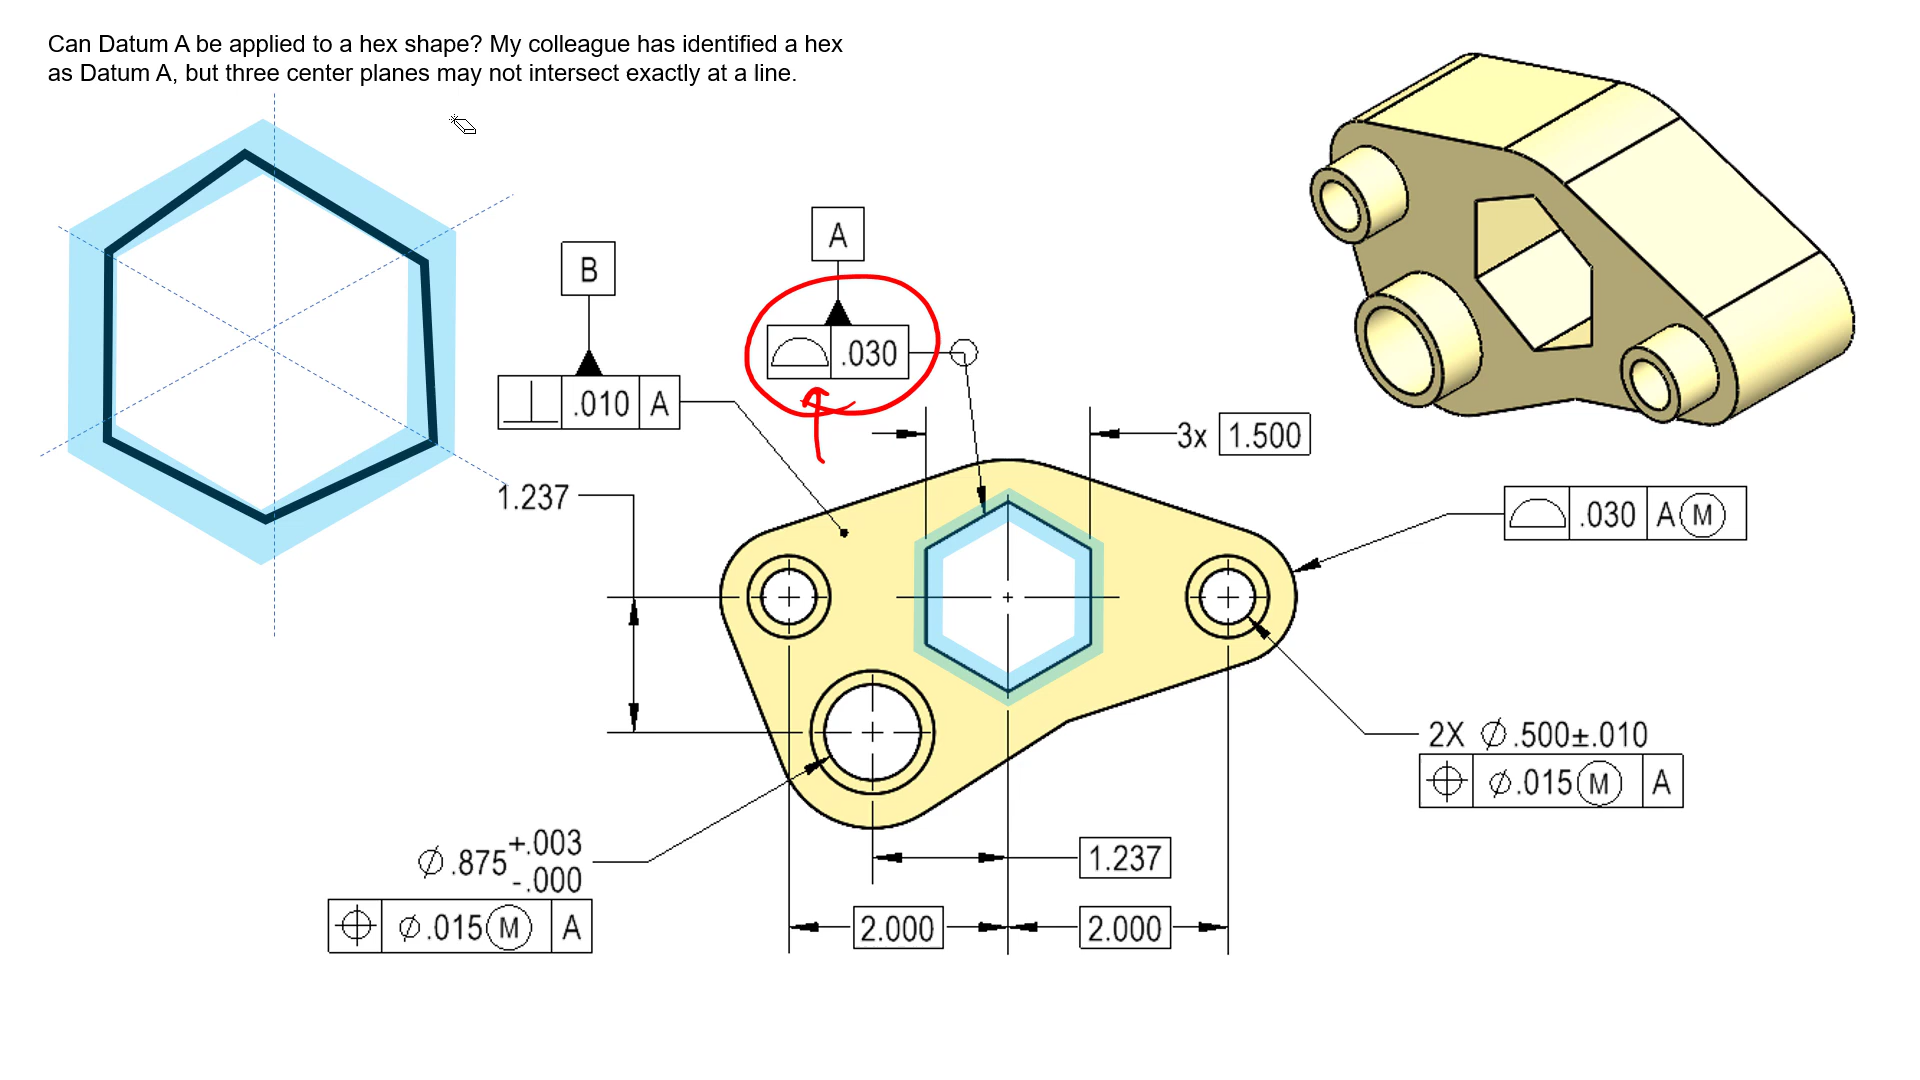 Can Datum A be applied to a hex shape? My colleague has identified a hex
as Datum A, but three center planes may not intersect exactly at a line.
A
B
.030
.010 A
3x 1.500
1.237
.030 A Ⓜ
2X ⌀.500±.010
⌀.015 Ⓜ A
⌀.875 +.003
-.000
⌀.015 Ⓜ A
1.237
2.000 2.000